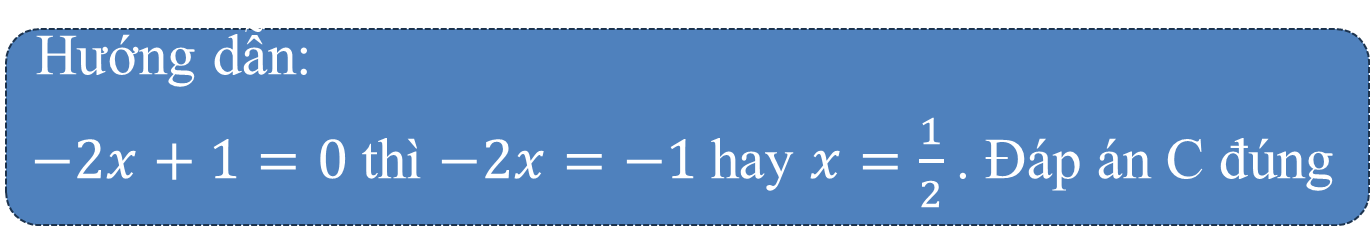 Hướng dẫn:
−2x + 1 = 0 thì −2x = −1 hay x = 1/2 . Đáp án C đúng